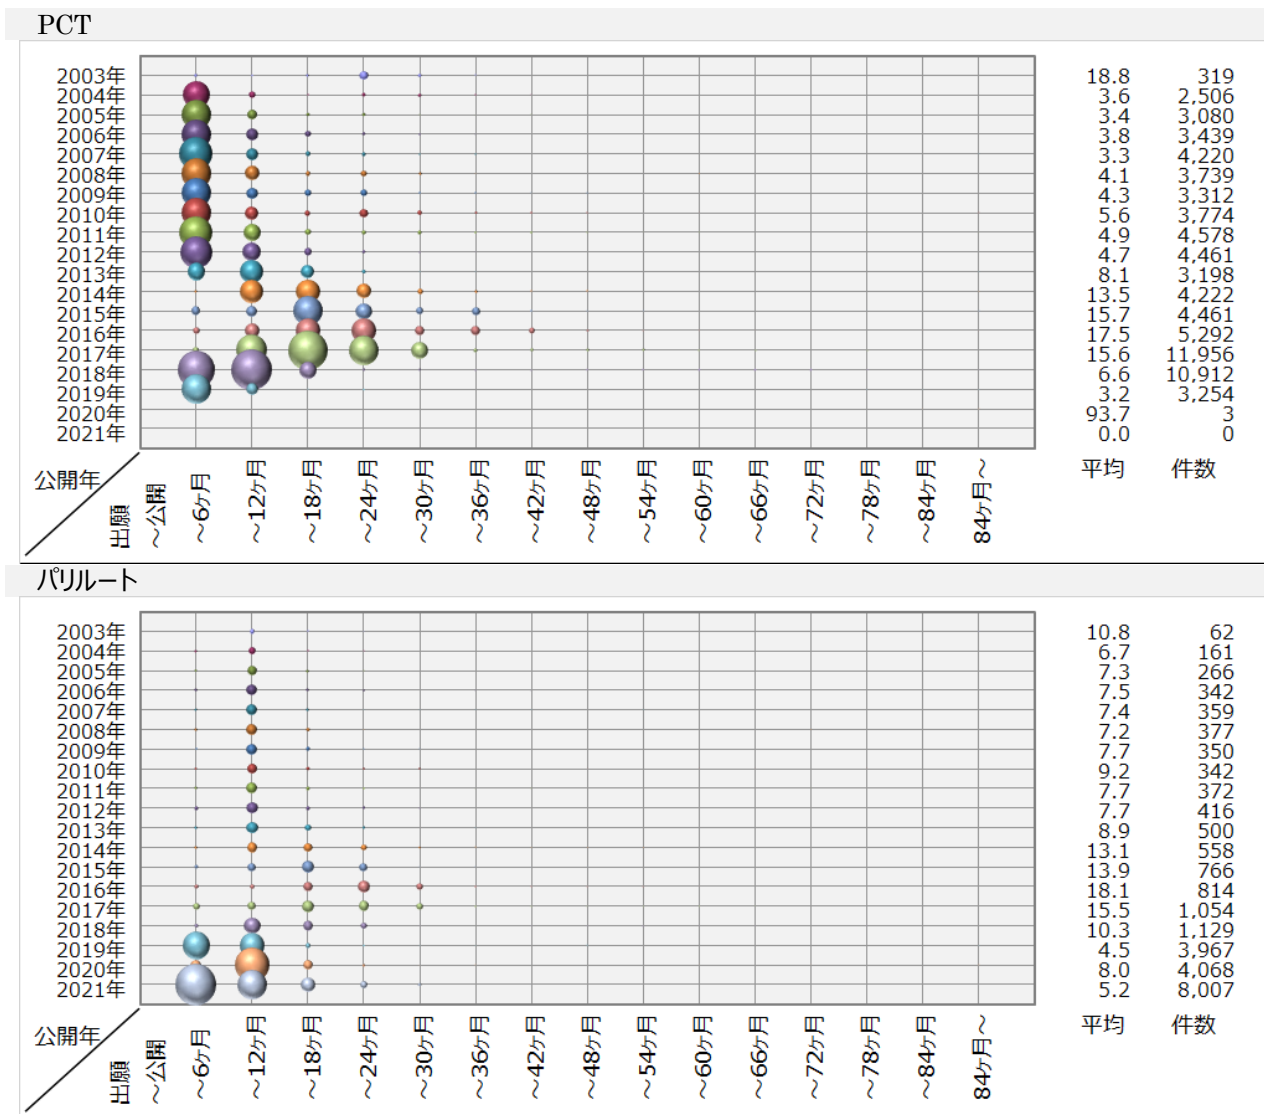 PCT
2003年 18.8 319
2004年 3.6 2,506
2005年 3.4 3,080
2006年 3.8 3,439
2007年 3.3 4,220
2008年 4.1 3,739
2009年 4.3 3,312
2010年 5.6 3,774
2011年 4.9 4,578
2012年 4.7 4,461
2013年 8.1 3,198
2014年 13.5 4,222
2015年 15.7 4,461
2016年 17.5 5,292
2017年 15.6 11,956
2018年 6.6 10,912
2019年 3.2 3,254
2020年 93.7 3
2021年 0.0 0
公開年 平均 件数
出願
～公開
～6ヶ月
～12ヶ月
～18ヶ月
～24ヶ月
～30ヶ月
～36ヶ月
～42ヶ月
～48ヶ月
～54ヶ月
～60ヶ月
～66ヶ月
～72ヶ月
～78ヶ月
～84ヶ月
84ヶ月～
パリルート
2003年 10.8 62
2004年 6.7 161
2005年 7.3 266
2006年 7.5 342
2007年 7.4 359
2008年 7.2 377
2009年 7.7 350
2010年 9.2 342
2011年 7.7 372
2012年 7.7 416
2013年 8.9 500
2014年 13.1 558
2015年 13.9 766
2016年 18.1 814
2017年 15.5 1,054
2018年 10.3 1,129
2019年 4.5 3,967
2020年 8.0 4,068
2021年 5.2 8,007
公開年 平均 件数
出願
～公開
～6ヶ月
～12ヶ月
～18ヶ月
～24ヶ月
～30ヶ月
～36ヶ月
～42ヶ月
～48ヶ月
～54ヶ月
～60ヶ月
～66ヶ月
～72ヶ月
～78ヶ月
～84ヶ月
84ヶ月～